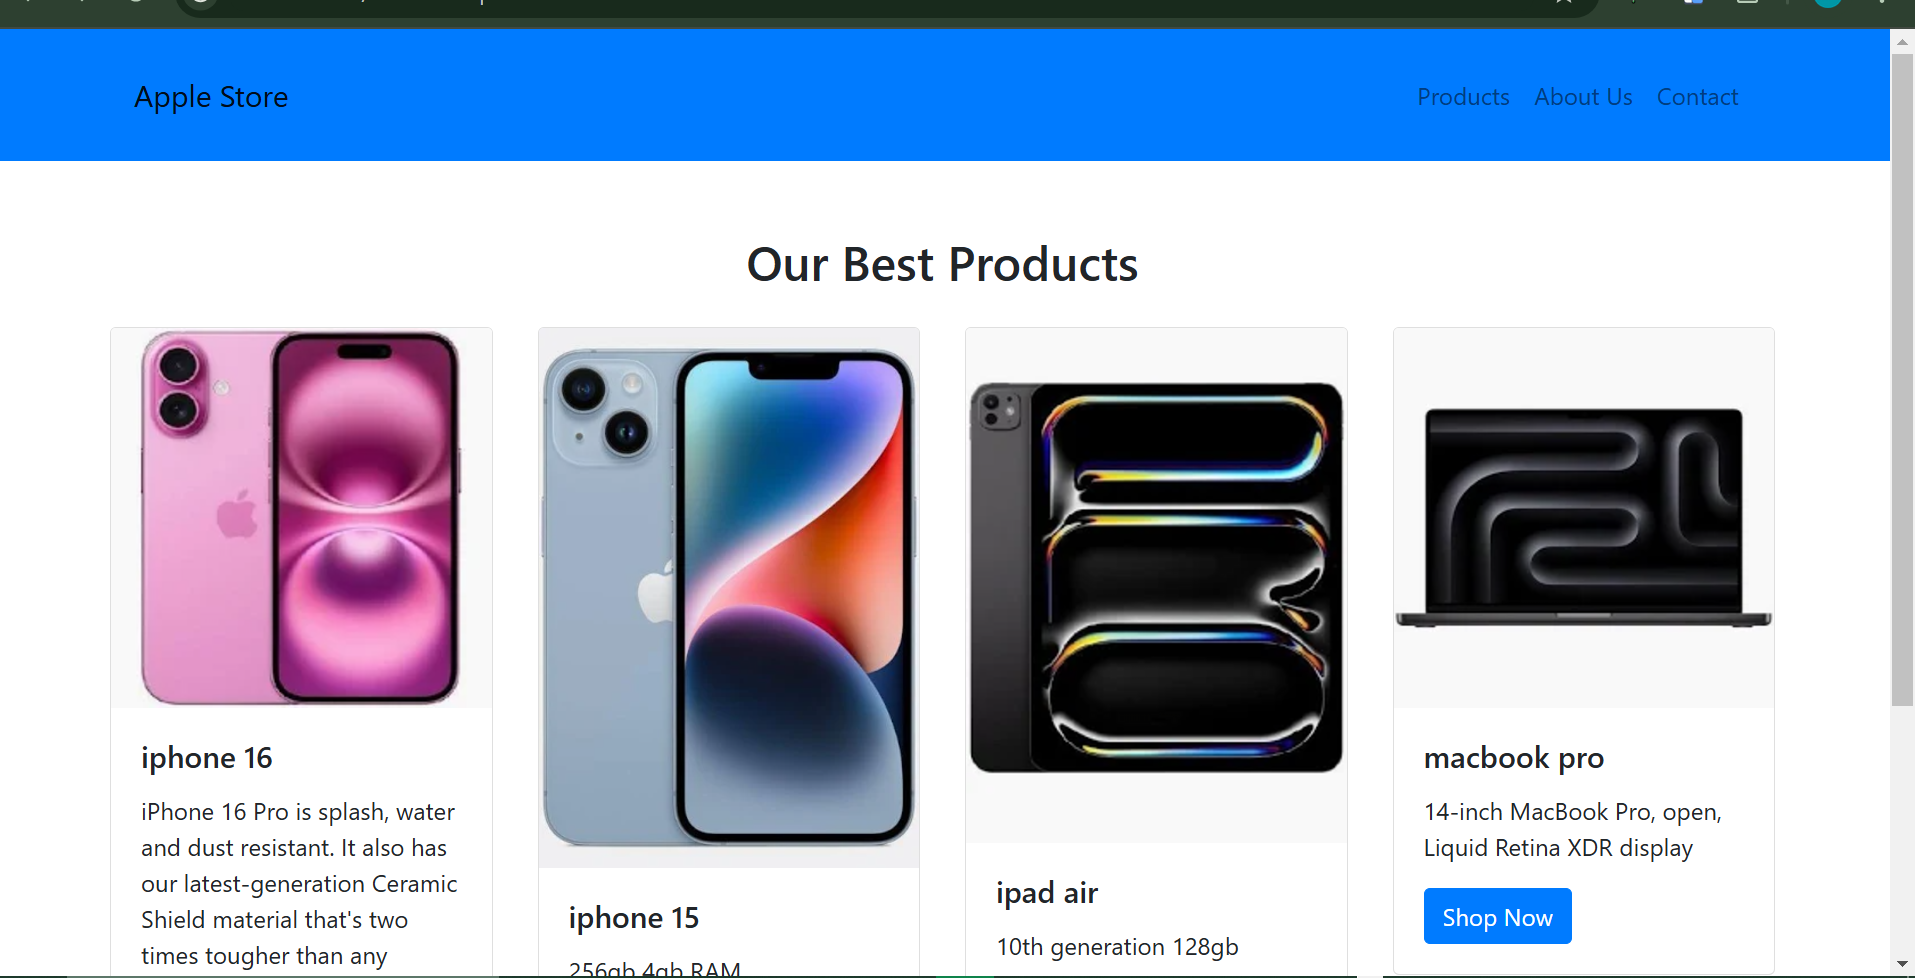 Apple Store
Products About Us Contact
Our Best Products
iphone 16
iPhone 16 Pro is splash, water
and dust resistant. It also has
our latest-generation Ceramic
Shield material that's two
times tougher than any
iphone 15
256gb 4gb RAM
ipad air
10th generation 128gb
macbook pro
14-inch MacBook Pro, open,
Liquid Retina XDR display
Shop Now